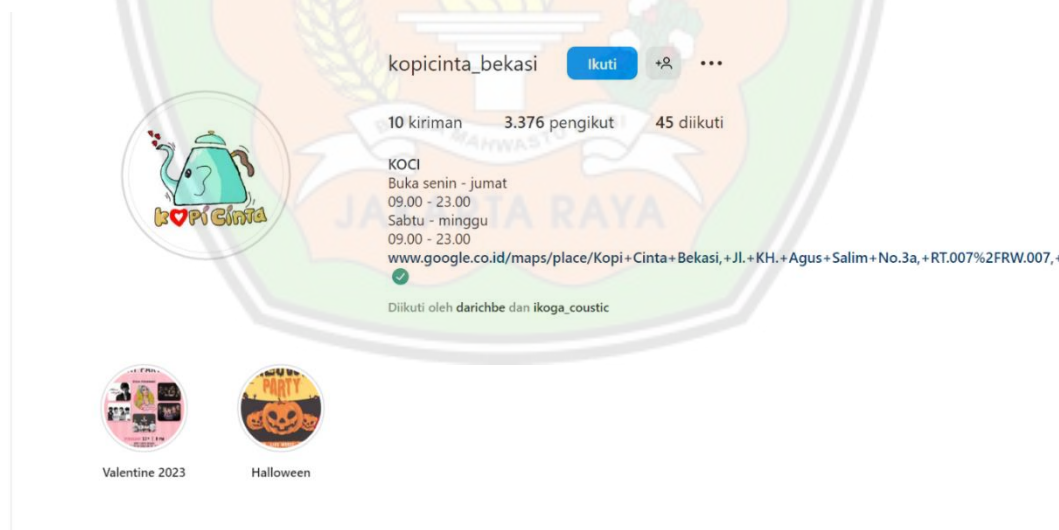 kopicinta_bekasi Ikuti
10 kiriman 3.376 pengikut 45 diikuti
KOCI
Buka senin - jumat
09.00 - 23.00
Sabtu - minggu
09.00 - 23.00
www.google.co.id/maps/place/Kopi+Cinta+Bekasi,+Jl.+KH.+Agus+Salim+No.3a,+RT.007%2FRW.007,+
Diikuti oleh darichbe dan ikoga_coustic
kopi Cinta
MAHWASTU
JAKARTA RAYA
PARTY
Valentine 2023 Halloween